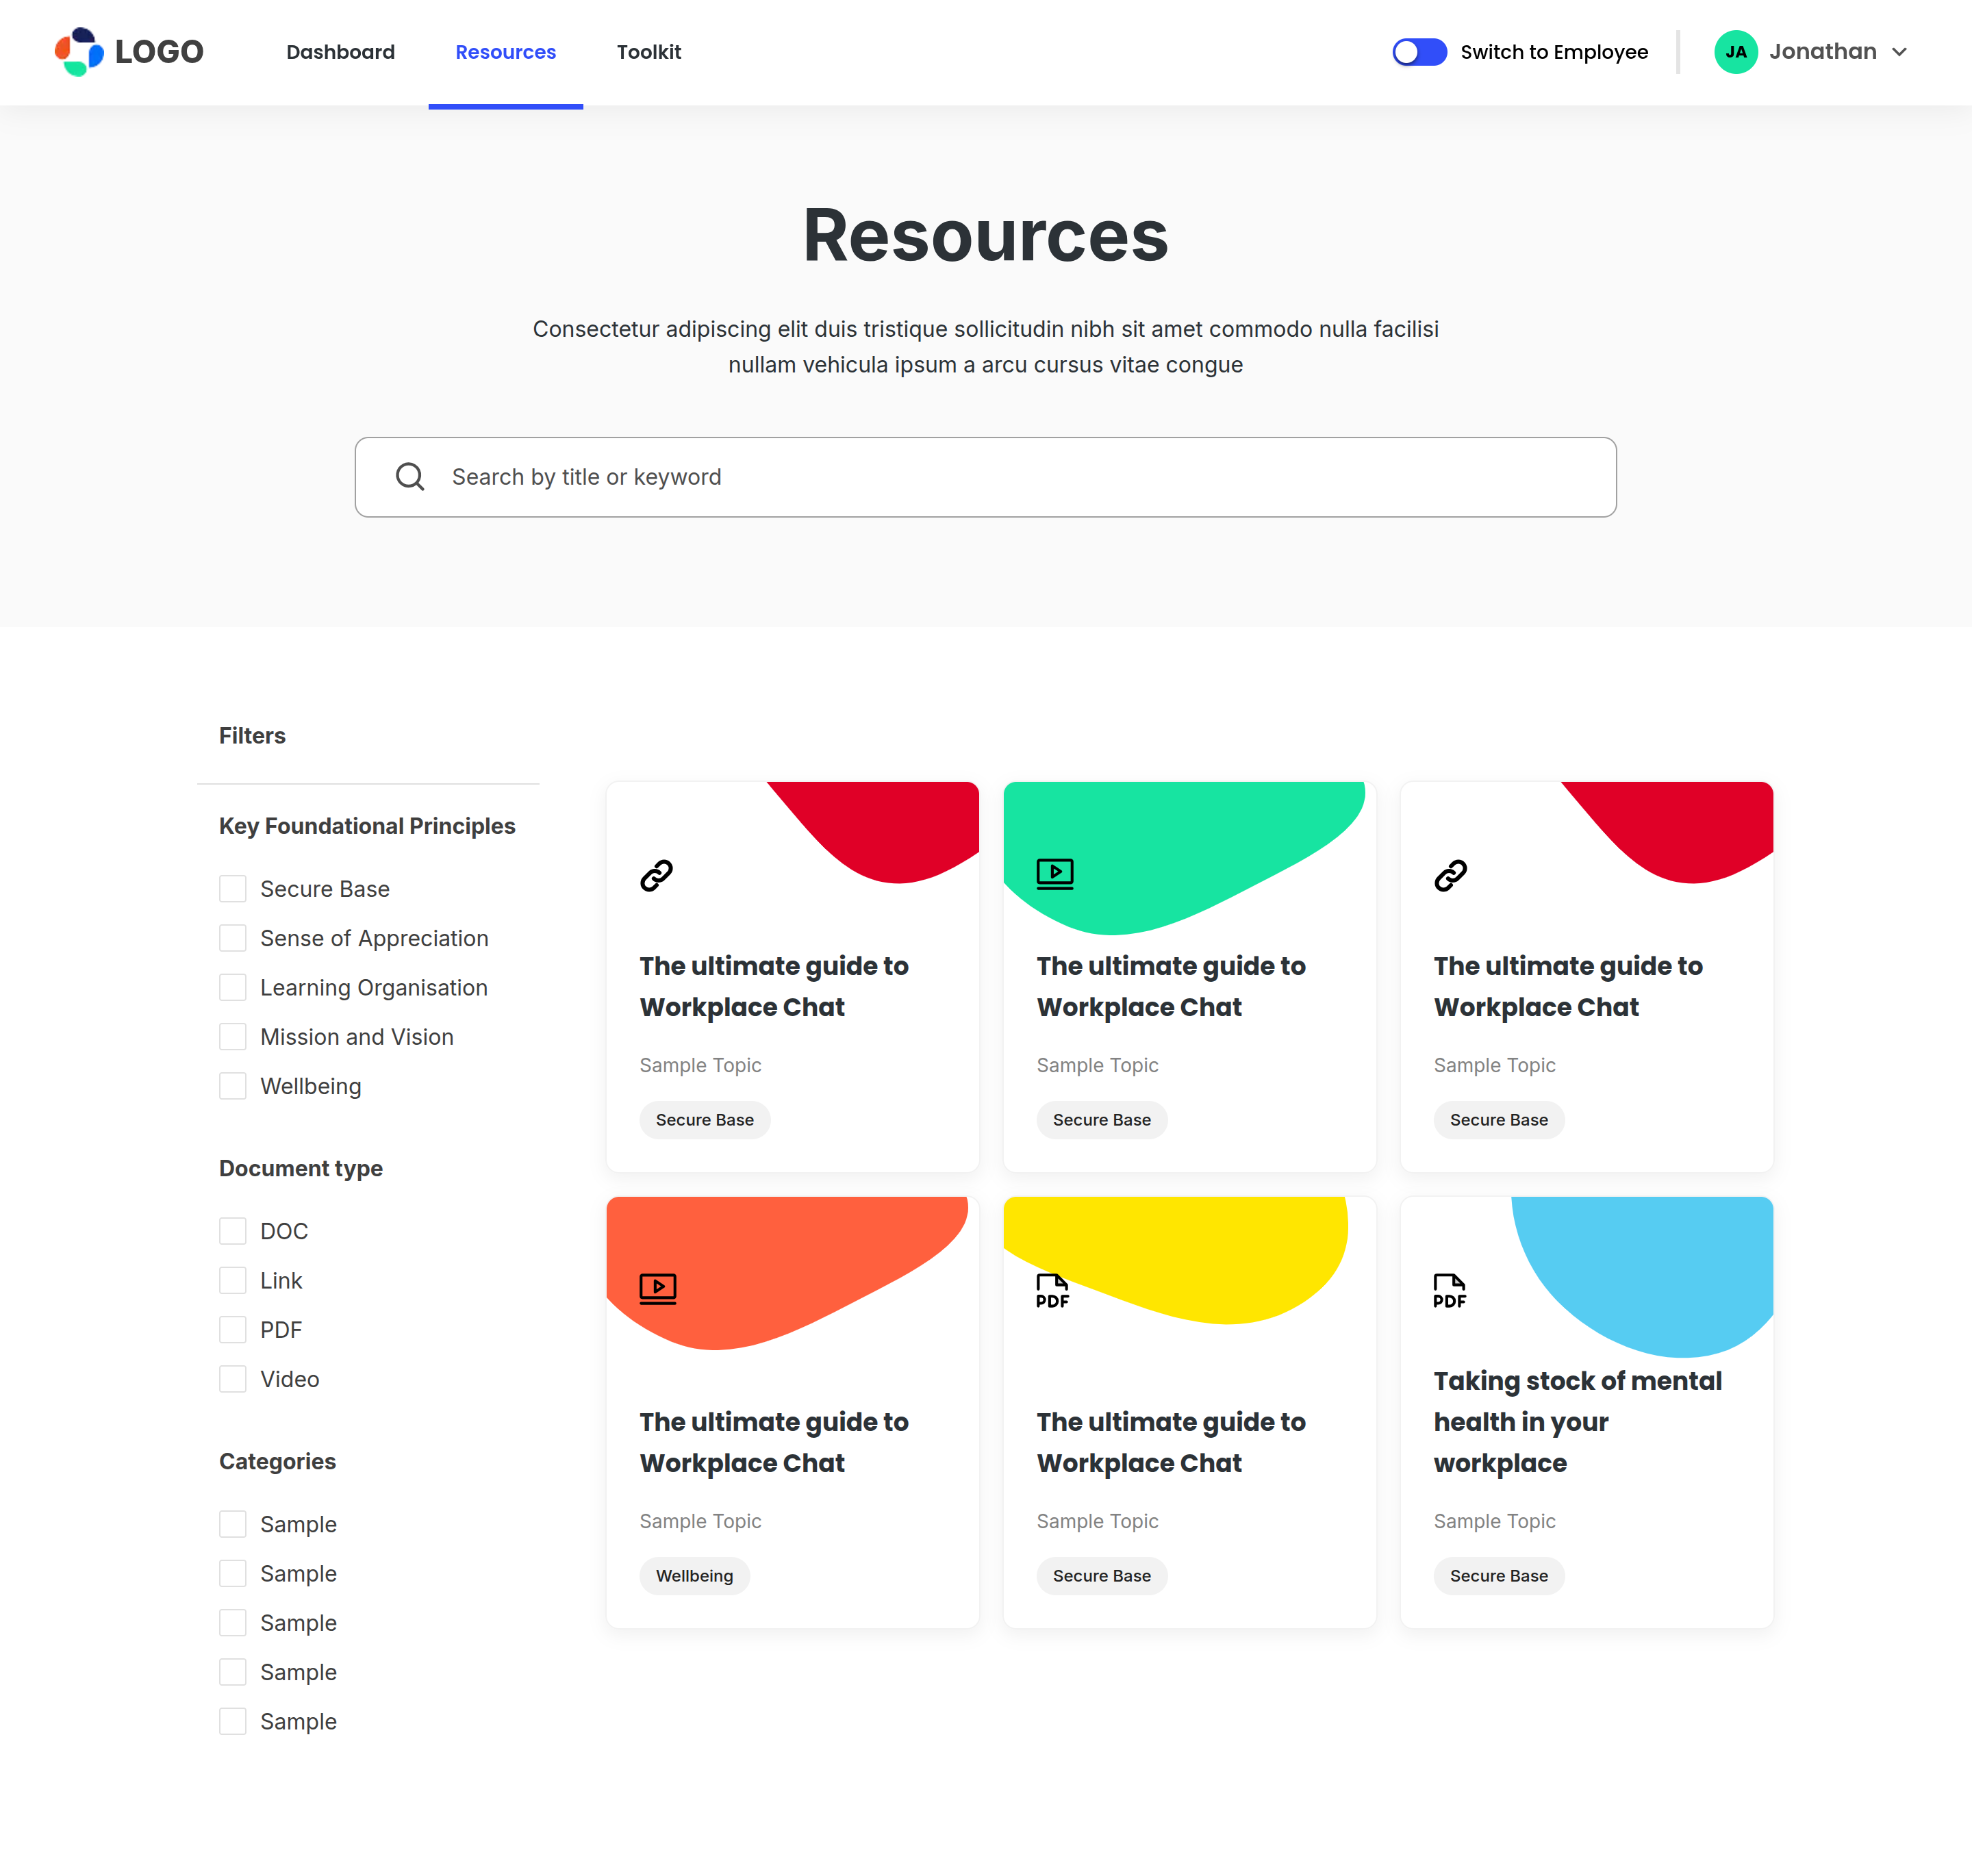 LOGO
Dashboard
Resources
Toolkit
Switch to Employee
JA
Jonathan
Resources
Consectetur adipiscing elit duis tristique sollicitudin nibh sit amet commodo nulla facilisi
nullam vehicula ipsum a arcu cursus vitae congue
Search by title or keyword
Filters
Key Foundational Principles
Secure Base
Sense of Appreciation
Learning Organisation
Mission and Vision
Wellbeing
Document type
DOC
Link
PDF
Video
Categories
Sample
Sample
Sample
Sample
Sample
The ultimate guide to
Workplace Chat
Sample Topic
Secure Base
The ultimate guide to
Workplace Chat
Sample Topic
Secure Base
The ultimate guide to
Workplace Chat
Sample Topic
Secure Base
The ultimate guide to
Workplace Chat
Sample Topic
Wellbeing
PDF
The ultimate guide to
Workplace Chat
Sample Topic
Secure Base
PDF
Taking stock of mental
health in your
workplace
Sample Topic
Secure Base